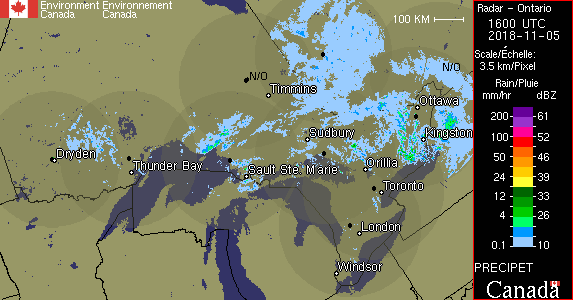 Environment Environnement
Canada Canada
100 KM
N/O
N/O
Timmins
Ottawa
Sudbury
Kingston
Dryden
Thunder Bay
Sault Ste. Marie
Orillia
Toronto
London
Windsor
Radar - Ontario
1600 UTC
2018-11-05
Scale/Échelle:
3.5 km/Pixel
Rain/Pluie
mm/hr dBZ
200 61
100 52
50 46
24 39
12 33
4 26
0.1 10
PRECIPET
Canada